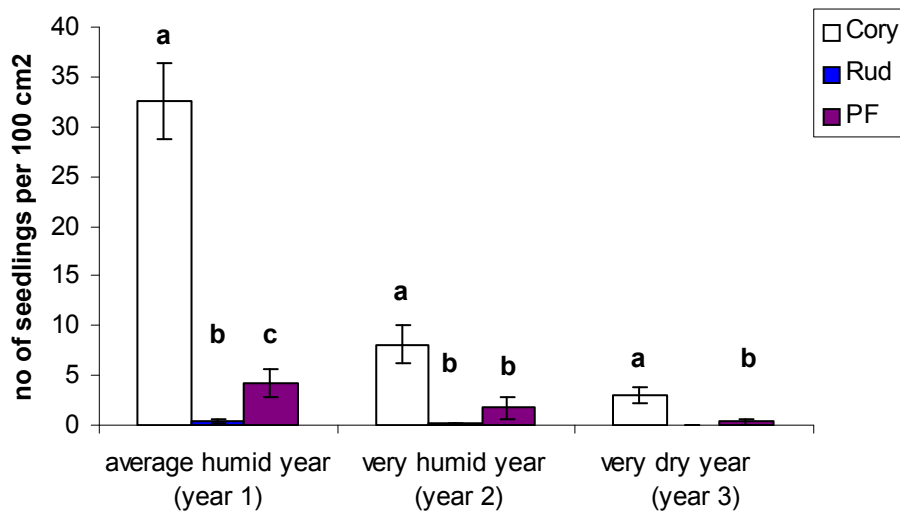 40
35
30
25
20
15
10
5
0
no of seedlings per 100 cm2
a
b
c
a
b
b
a
b
average humid year
(year 1)
very humid year
(year 2)
very dry year
(year 3)
Cory
Rud
PF